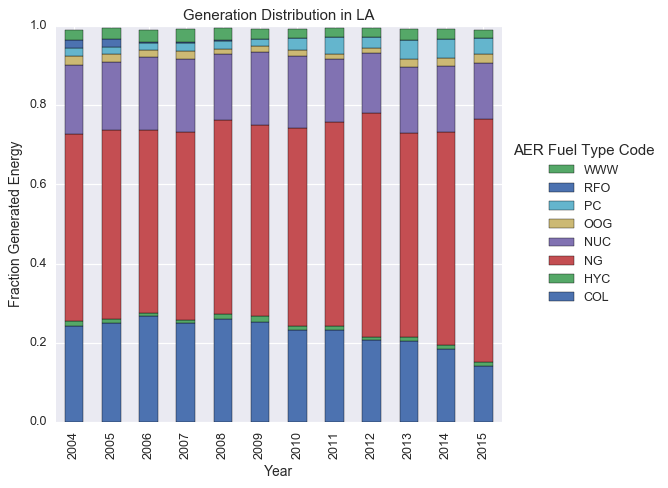 Generation Distribution in LA
1.0
0.8
0.6
0.4
0.2
0.0
Fraction Generated Energy
2004
2005
2006
2007
2008
2009
2010
2011
2012
2013
2014
2015
Year
AER Fuel Type Code
WWW
RFO
PC
OOG
NUC
NG
HYC
COL